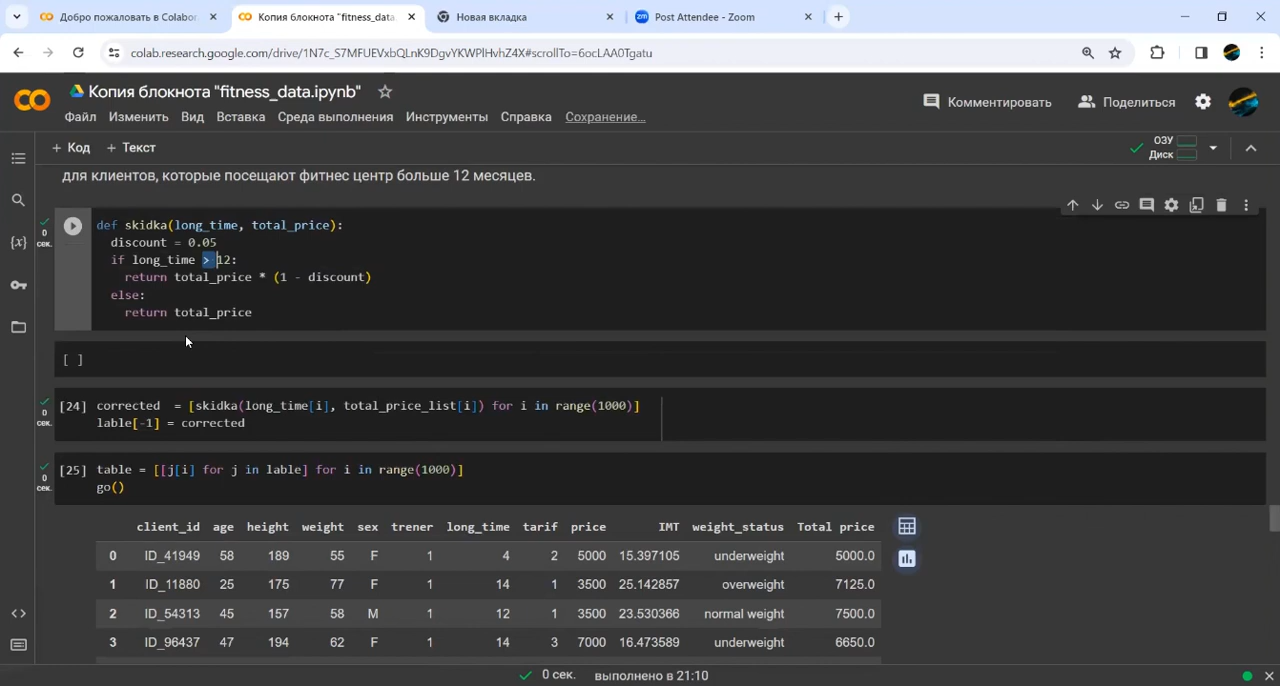 Добро пожаловать в Colabor
Копия блокнота "fitness_data.
Новая вкладка
Post Attendee - Zoom
colab.research.google.com/drive/1N7c_S7MFUEVxbQLnK9DgvYKWPlHvhZ4X#scrollTo=6ocLAA0Tgatu
Копия блокнота "fitness_data.ipynb"
Комментировать
Поделиться
Файл Изменить Вид Вставка Среда выполнения Инструменты Справка Сохранение...
+ Код + Текст
ОЗУ
Диск
для клиентов, которые посещают фитнес центр больше 12 месяцев.
0
сек.
def skidka(long_time, total_price):
discount = 0.05
if long_time > 12:
return total_price * (1 - discount)
else:
return total_price
[ ]
0
сек.
[24] corrected = [skidka(long_time[i], total_price_list[i]) for i in range(1000)]
lable[-1] = corrected
0
сек.
[25] table = [[j[i] for j in lable] for i in range(1000)]
go()
client_id age height weight sex trener long_time tarif price IMT weight_status Total price
0 ID_41949 58 189 55 F 1 4 2 5000 15.397105 underweight 5000.0
1 ID_11880 25 175 77 F 1 14 1 3500 25.142857 overweight 7125.0
2 ID_54313 45 157 58 M 1 12 1 3500 23.530366 normal weight 7500.0
3 ID_96437 47 194 62 F 1 14 3 7000 16.473589 underweight 6650.0
0 сек. выполнено в 21:10